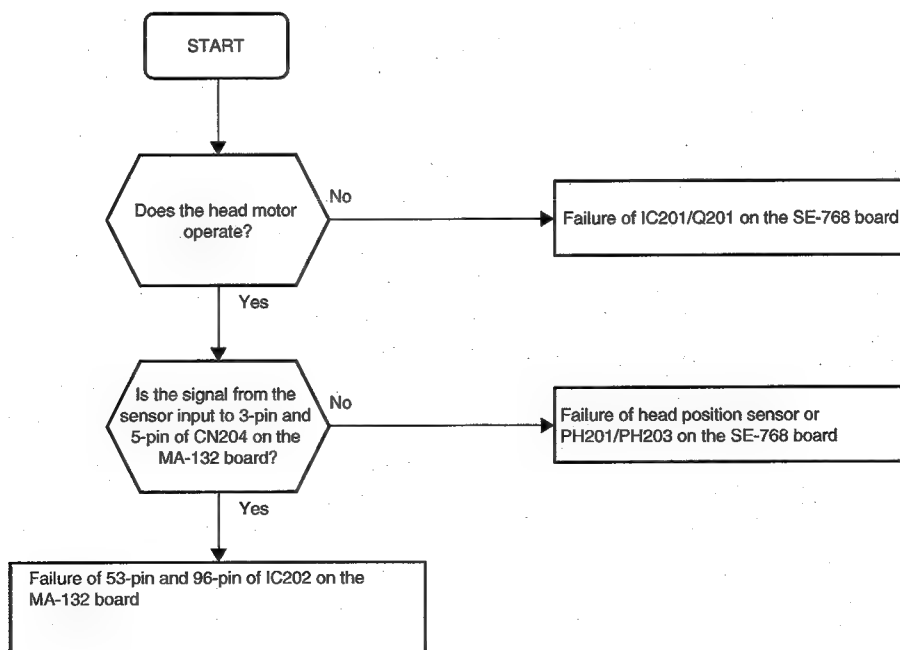 START
Does the head motor
operate?
No
Failure of IC201/Q201 on the SE-768 board
Yes
Is the signal from the
sensor input to 3-pin and
5-pin of CN204 on the
MA-132 board?
No
Failure of head position sensor or
PH201/PH203 on the SE-768 board
Yes
Failure of 53-pin and 96-pin of IC202 on the
MA-132 board